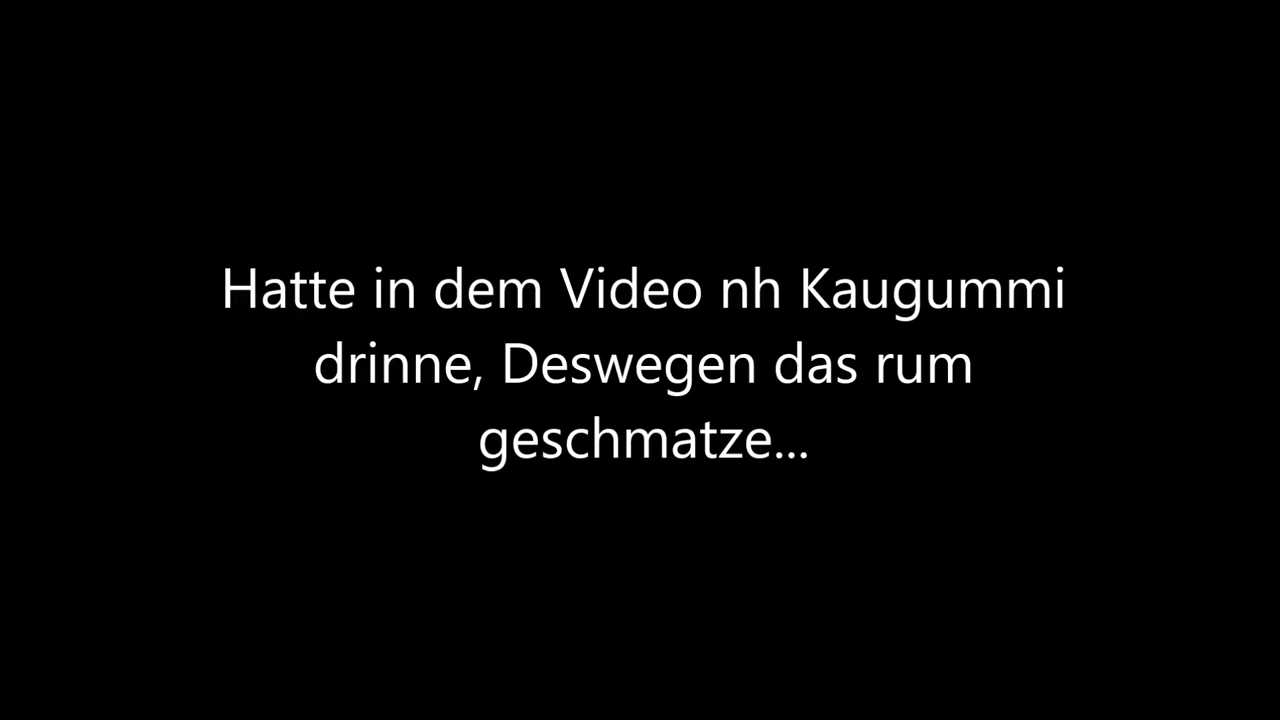 Hatte in dem Video nh Kaugummi
drinne, Deswegen das rum
geschmatze...